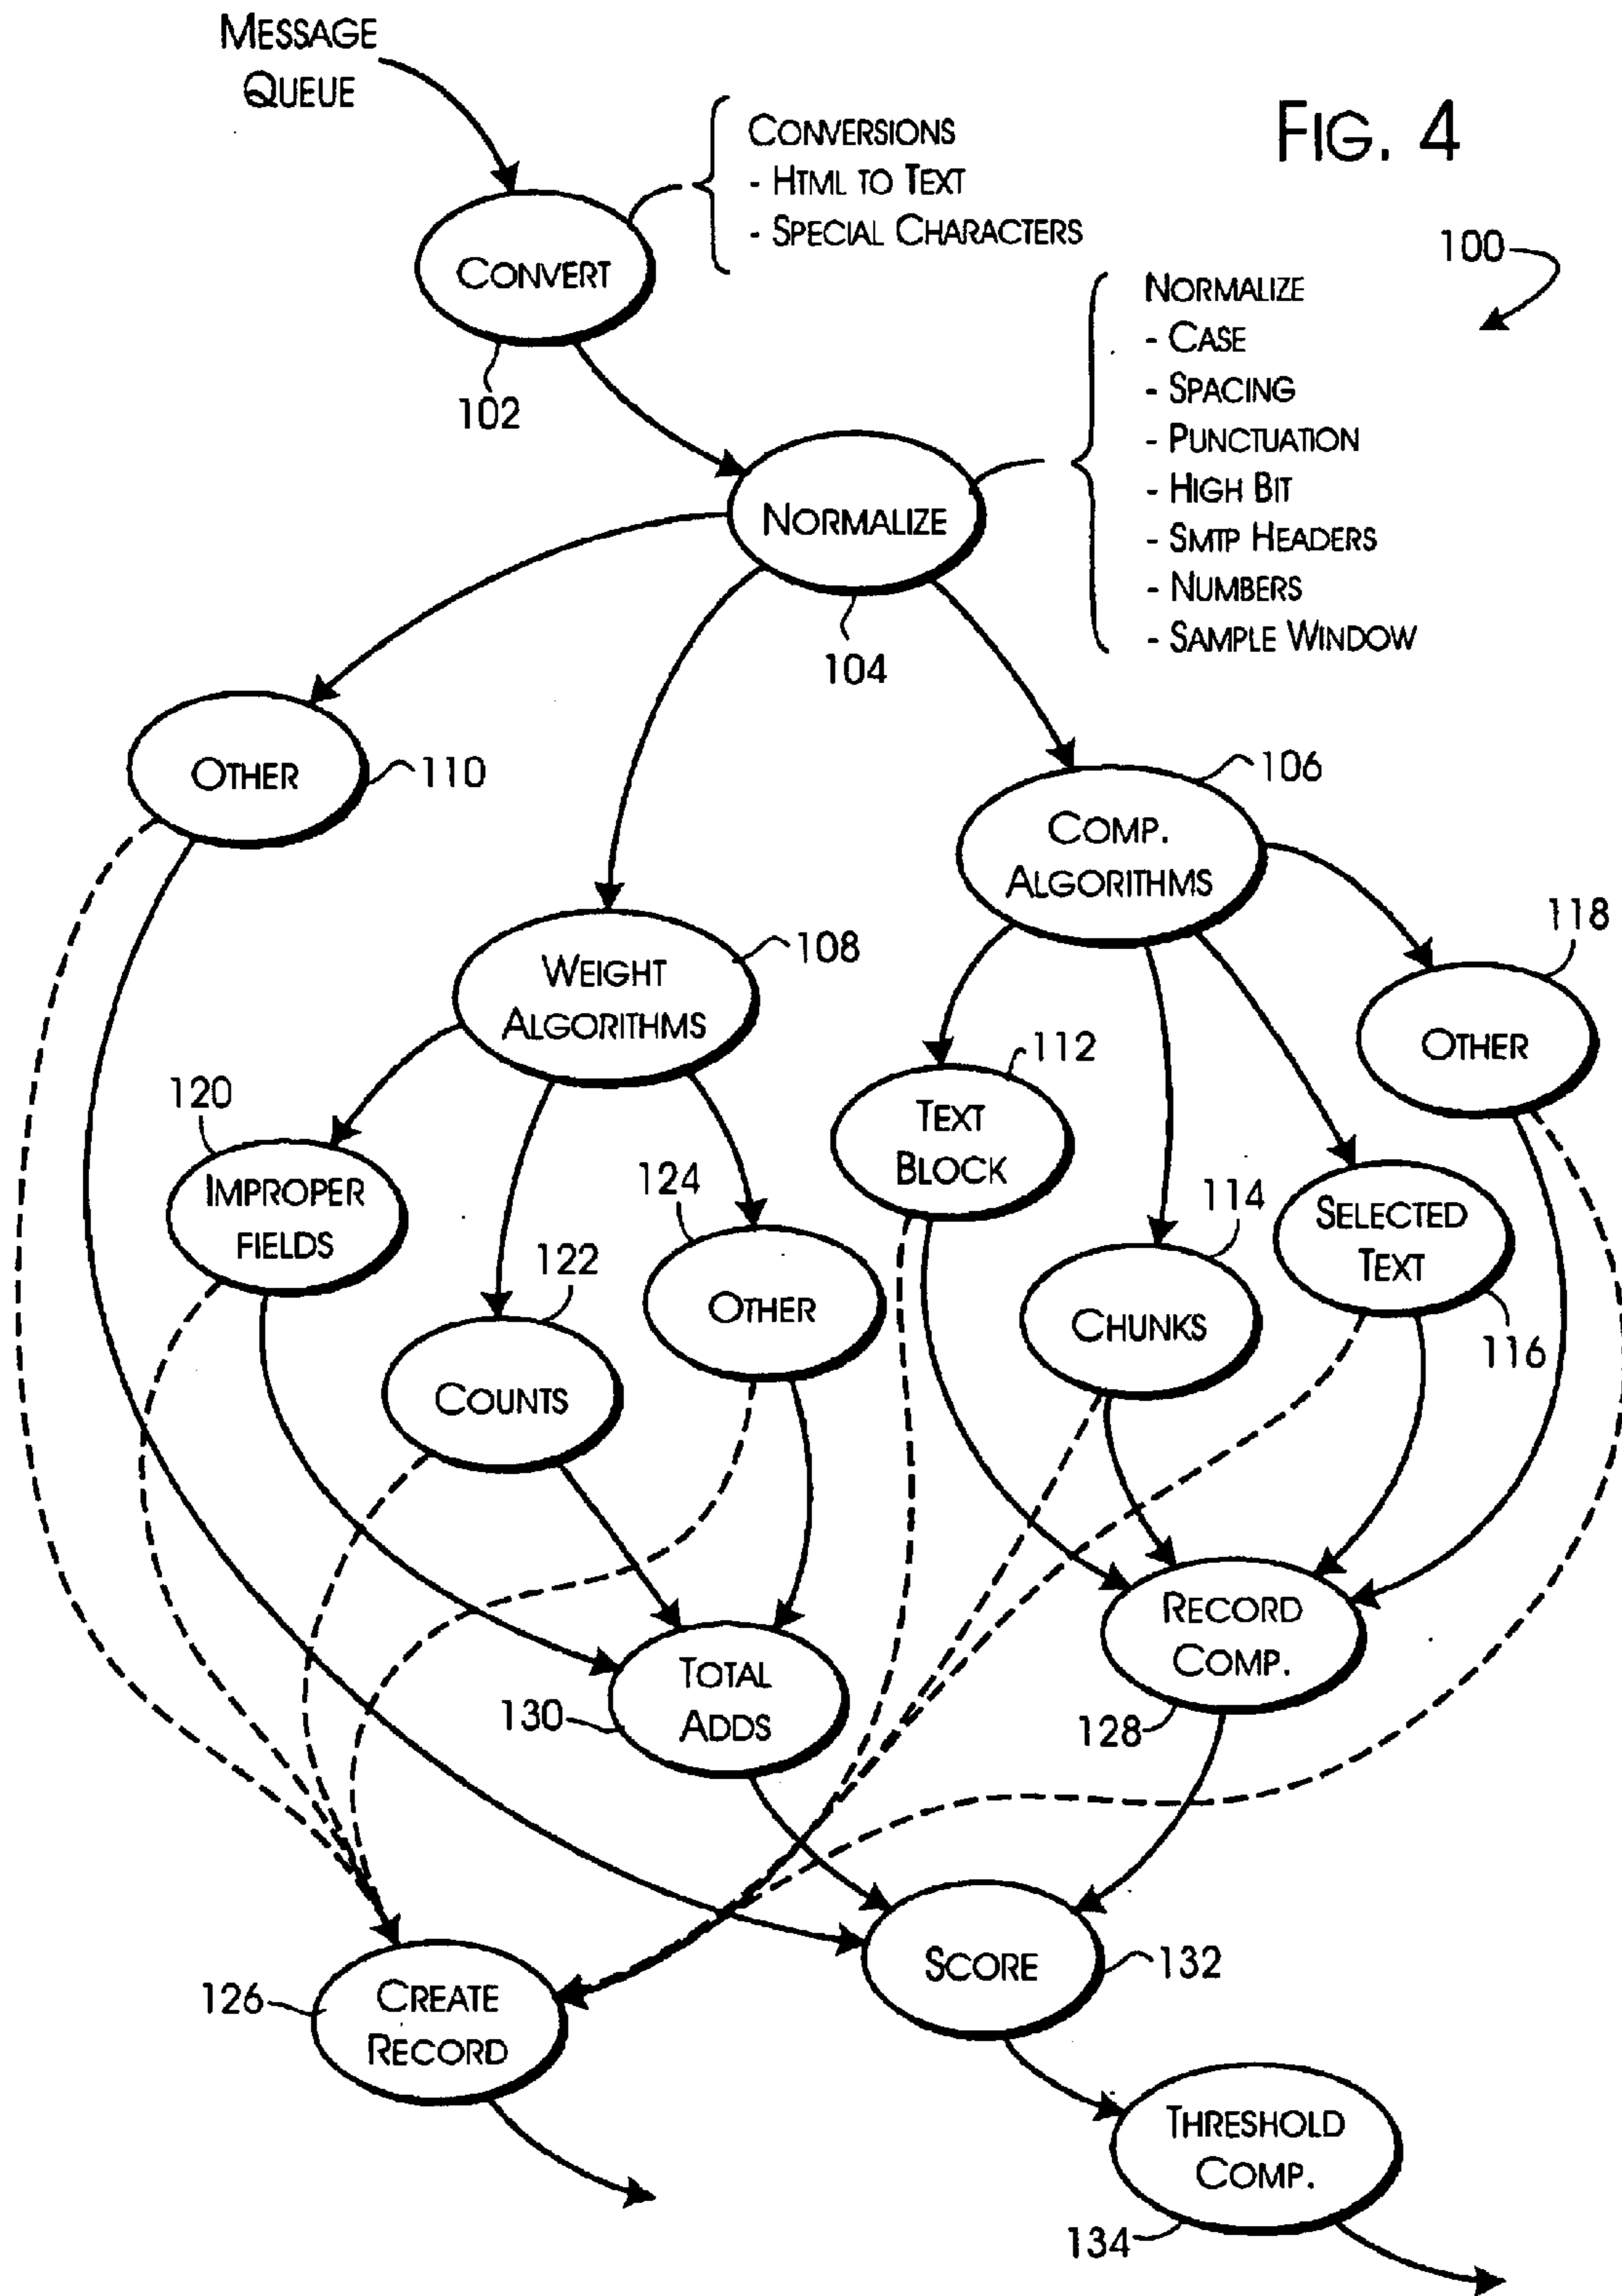 MESSAGE
QUEUE
FIG. 4
CONVERSIONS
- HTML TO TEXT
- SPECIAL CHARACTERS
100
CONVERT
102
NORMALIZE
- CASE
- SPACING
- PUNCTUATION
- HIGH BIT
- SMTP HEADERS
- NUMBERS
- SAMPLE WINDOW
NORMALIZE
104
OTHER
110
106
COMP.
ALGORITHMS
WEIGHT
ALGORITHMS
108
118
OTHER
120
IMPROPER
FIELDS
112
TEXT
BLOCK
124
OTHER
122
COUNTS
114
CHUNKS
SELECTED
TEXT
116
TOTAL
ADDS
130
RECORD
COMP.
128
126
CREATE
RECORD
SCORE
132
THRESHOLD
COMP.
134